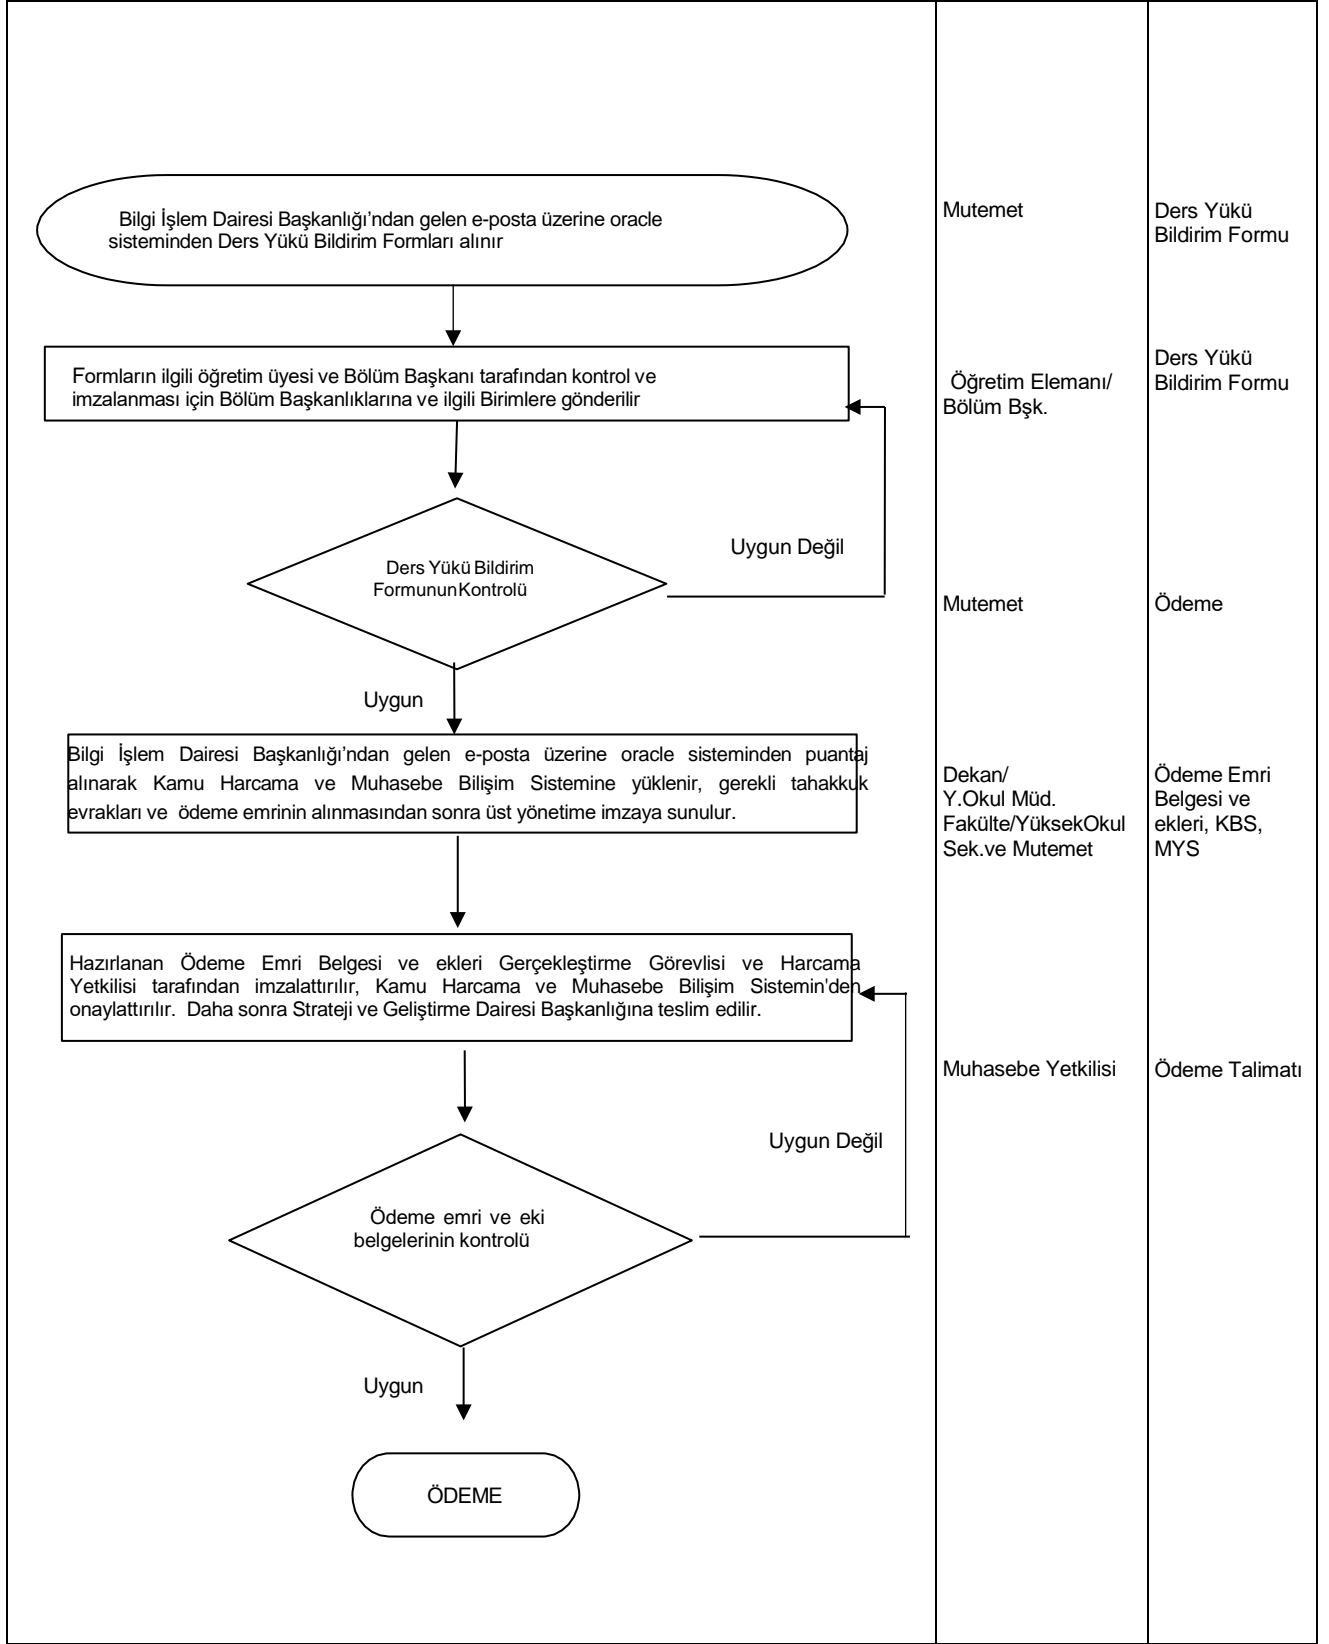 Bilgi İşlem Dairesi Başkanlığı’ndan gelen e-posta üzerine oracle
sisteminden Ders Yükü Bildirim Formları alınır
Mutemet
Ders Yükü
Bildirim Formu
Formların ilgili öğretim üyesi ve Bölüm Başkanı tarafından kontrol ve
imzalanması için Bölüm Başkanlıklarına ve ilgili Birimlere gönderilir
Öğretim Elemanı/
Bölüm Bşk.
Ders Yükü
Bildirim Formu
Uygun Değil
Ders Yükü Bildirim
FormununKontrolü
Mutemet
Ödeme
Uygun
Bilgi İşlem Dairesi Başkanlığı’ndan gelen e-posta üzerine oracle sisteminden puantaj
alınarak Kamu Harcama ve Muhasebe Bilişim Sistemine yüklenir, gerekli tahakkuk
evrakları ve ödeme emrinin alınmasından sonra üst yönetime imzaya sunulur.
Dekan/
Y.Okul Müd.
Fakülte/YüksekOkul
Sek.ve Mutemet
Ödeme Emri
Belgesi ve
ekleri, KBS,
MYS
Hazırlanan Ödeme Emri Belgesi ve ekleri Gerçekleştirme Görevlisi ve Harcama
Yetkilisi tarafından imzalattırılır, Kamu Harcama ve Muhasebe Bilişim Sistemin'den
onaylattırılır. Daha sonra Strateji ve Geliştirme Dairesi Başkanlığına teslim edilir.
Muhasebe Yetkilisi
Ödeme Talimatı
Uygun Değil
Ödeme emri ve eki
belgelerinin kontrolü
Uygun
ÖDEME